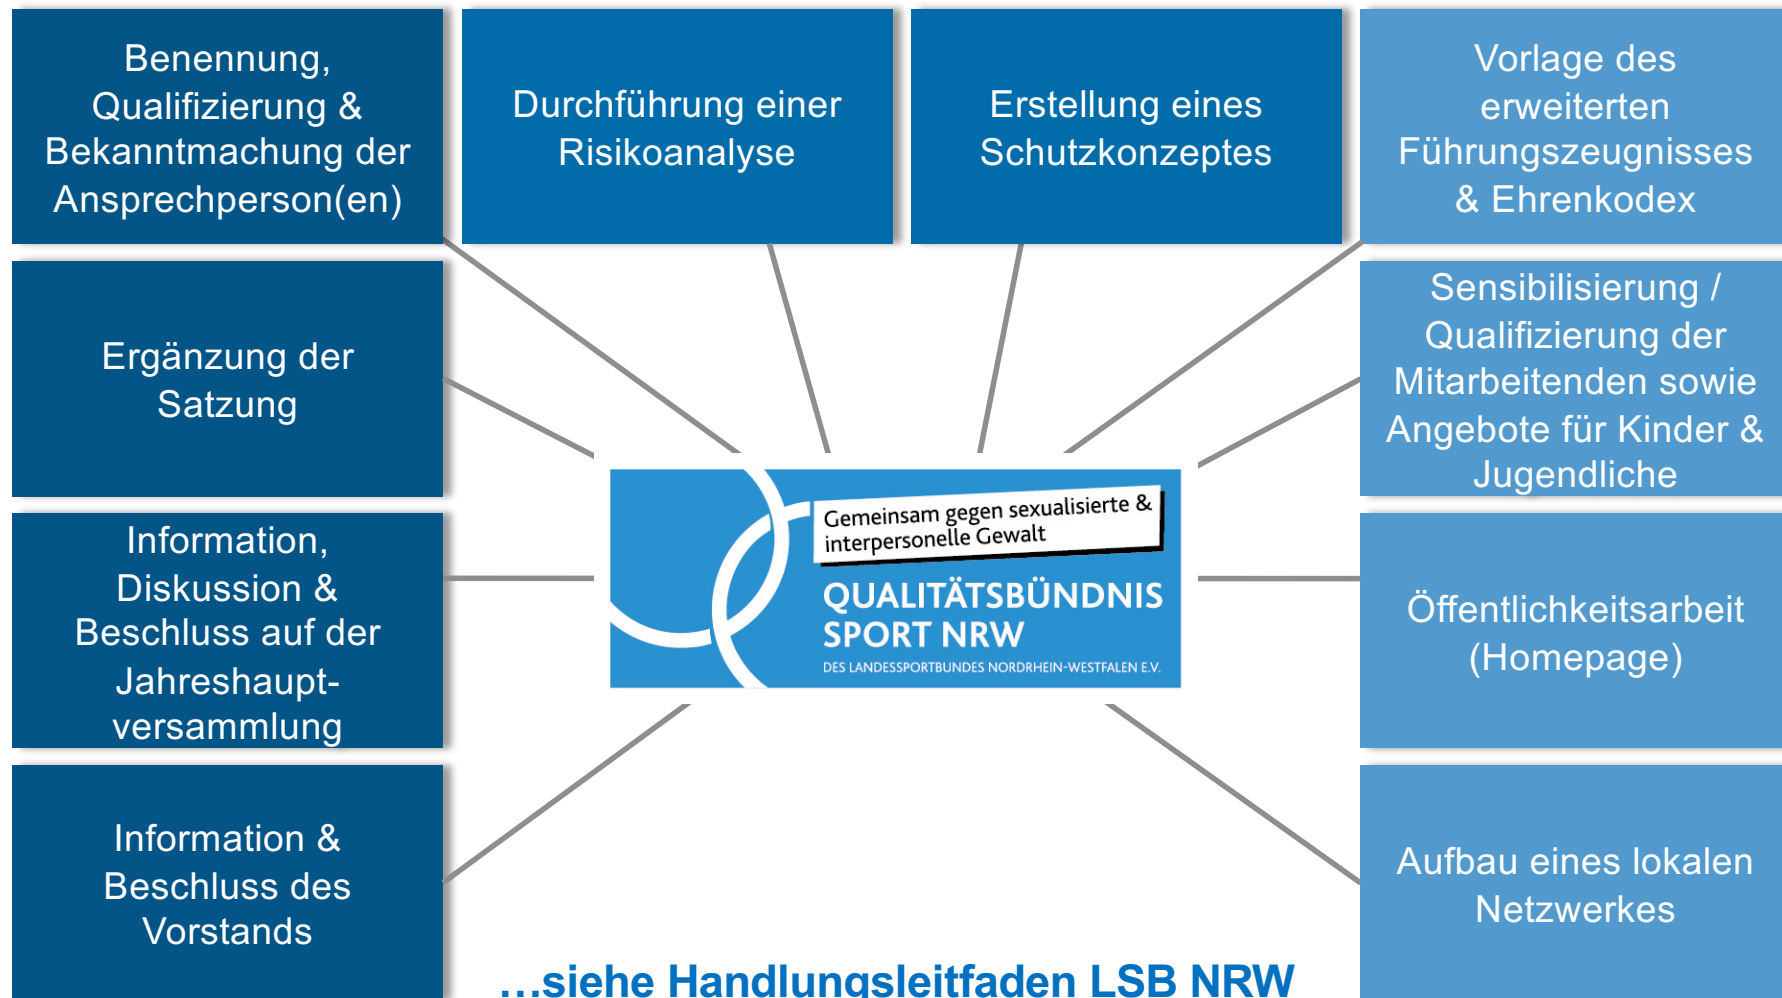 Benennung,
Qualifizierung &
Bekanntmachung der
Ansprechperson(en)
Durchführung einer
Risikoanalyse
Erstellung eines
Schutzkonzeptes
Vorlage des
erweiterten
Führungszeugnisses
& Ehrenkodex
Ergänzung der
Satzung
Sensibilisierung /
Qualifizierung der
Mitarbeitenden sowie
Angebote für Kinder &
Jugendliche
Information,
Diskussion &
Beschluss auf der
Jahreshaupt-
versammlung
Gemeinsam gegen sexualisierte &
interpersonelle Gewalt
QUALITÄTSBÜNDNIS
SPORT NRW
DES LANDESSPORTBUNDES NORDRHEIN-WESTFALEN E.V.
Öffentlichkeitsarbeit
(Homepage)
Information &
Beschluss des
Vorstands
Aufbau eines lokalen
Netzwerkes
…siehe Handlungsleitfaden LSB NRW